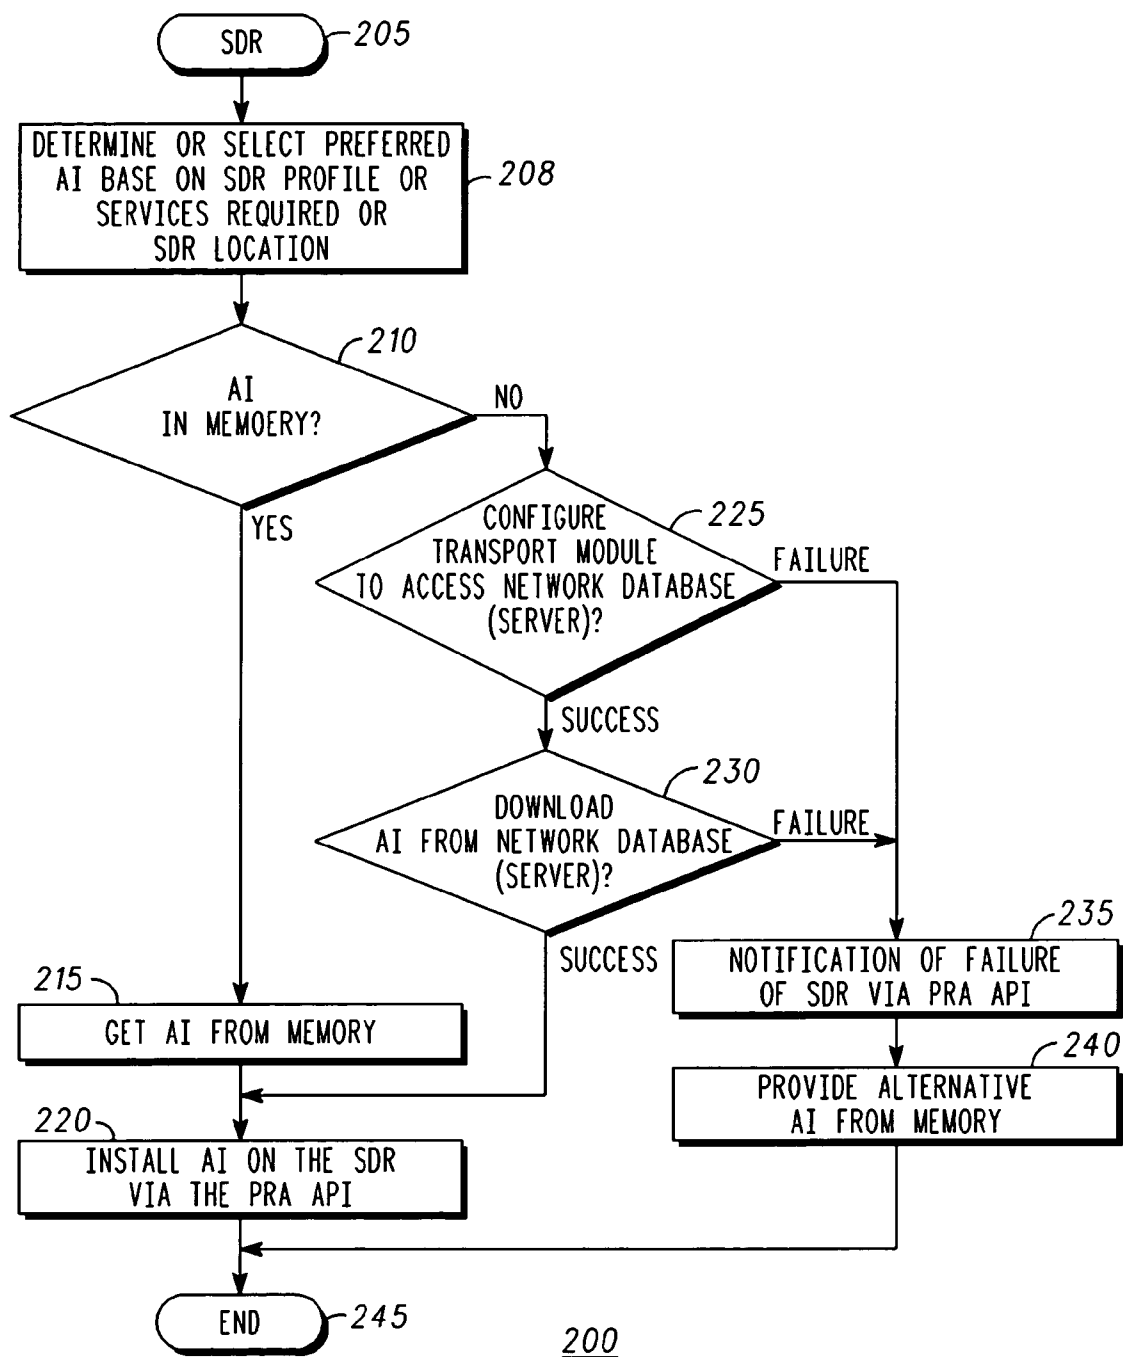 SDR
205
DETERMINE OR SELECT PREFERRED
AI BASE ON SDR PROFILE OR
SERVICES REQUIRED OR
SDR LOCATION
208
210
AI
IN MEMOERY?
NO
YES
225
CONFIGURE
TRANSPORT MODULE
TO ACCESS NETWORK DATABASE
(SERVER)?
FAILURE
SUCCESS
230
DOWNLOAD
AI FROM NETWORK DATABASE
(SERVER)?
FAILURE
SUCCESS
235
NOTIFICATION OF FAILURE
OF SDR VIA PRA API
215
GET AI FROM MEMORY
240
PROVIDE ALTERNATIVE
AI FROM MEMORY
220
INSTALL AI ON THE SDR
VIA THE PRA API
END
245
200